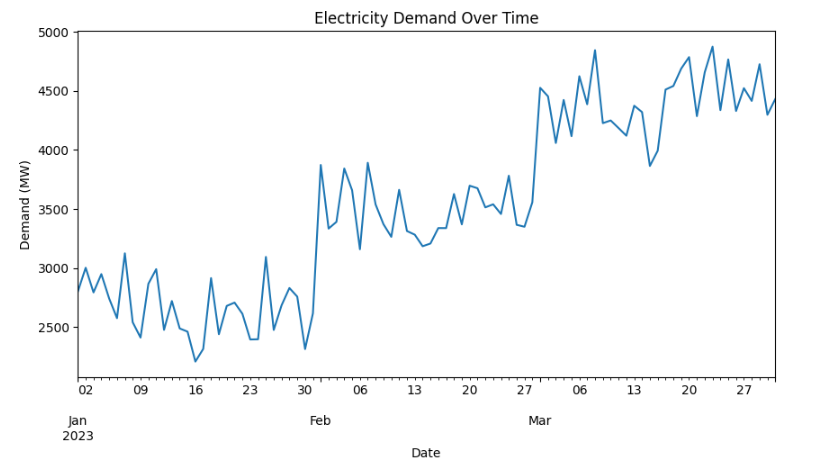 Electricity Demand Over Time
5000
4500
4000
3500
3000
2500
Demand (MW)
02 09 16 23 30 06 13 20 27 06 13 20 27
Jan Feb Mar
2023
Date